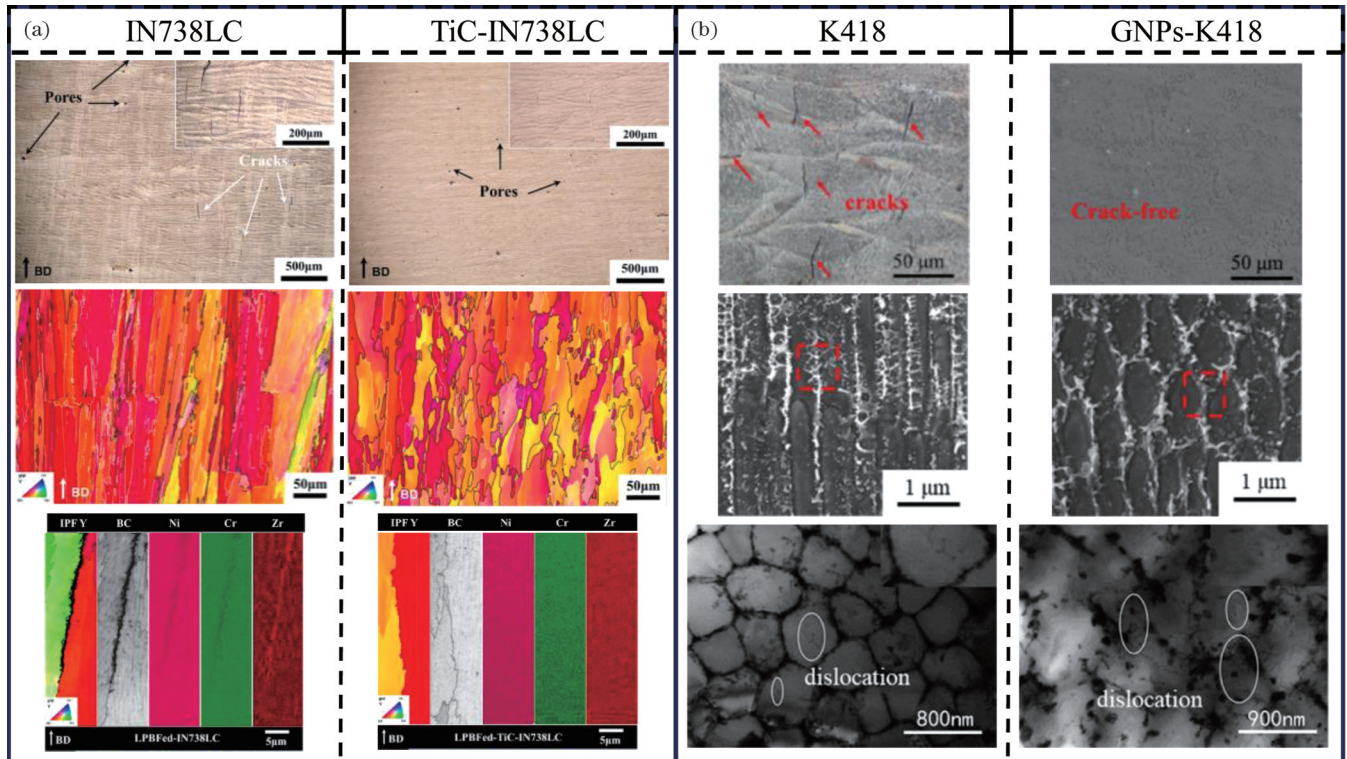 (a) IN738LC
TiC-IN738LC
(b) K418
GNPs-K418
Pores
200μm
Cracks
BD
500μm
200μm
Pores
BD
500μm
cracks
50 μm
Crack-free
50 μm
BD
50μm
BD
50μm
1 μm
1 μm
IPF Y BC Ni Cr Zr
BD LPBFed-IN738LC 5μm
IPF Y BC Ni Cr Zr
BD LPBFed-TiC-IN738LC 5μm
dislocation
800nm
dislocation
900nm